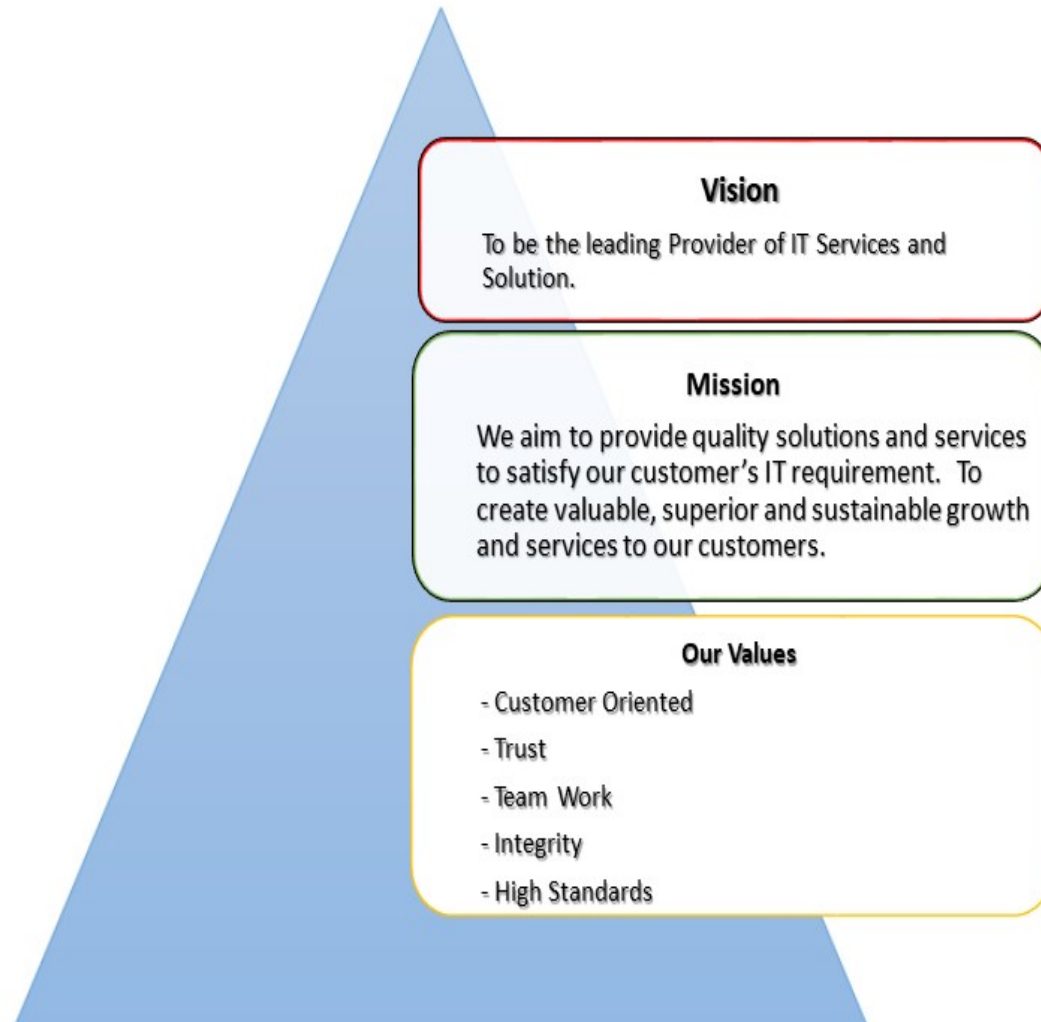 Vision
To be the leading Provider of IT Services and
Solution.
Mission
We aim to provide quality solutions and services
to satisfy our customer’s IT requirement.  To
create valuable, superior and sustainable growth
and services to our customers.
Our Values
- Customer Oriented
- Trust
- Team Work
- Integrity
- High Standards